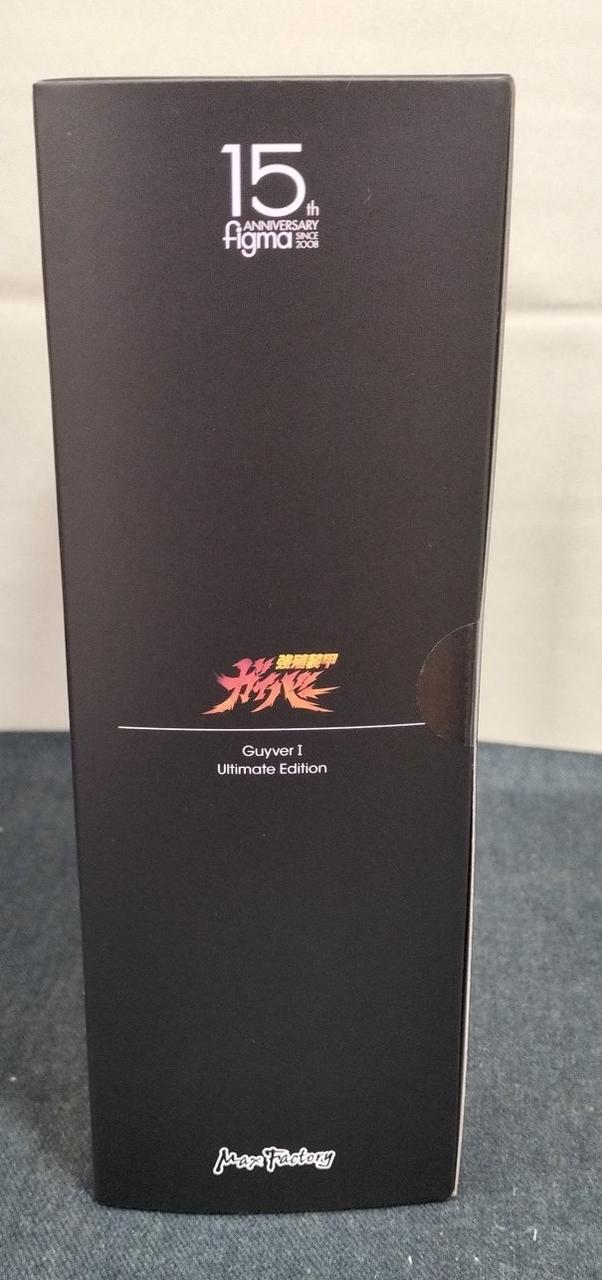 15th
ANNIVERSARY
figma SINCE 2008
強殖装甲
ガイバー
Guyver I
Ultimate Edition
Max Factory